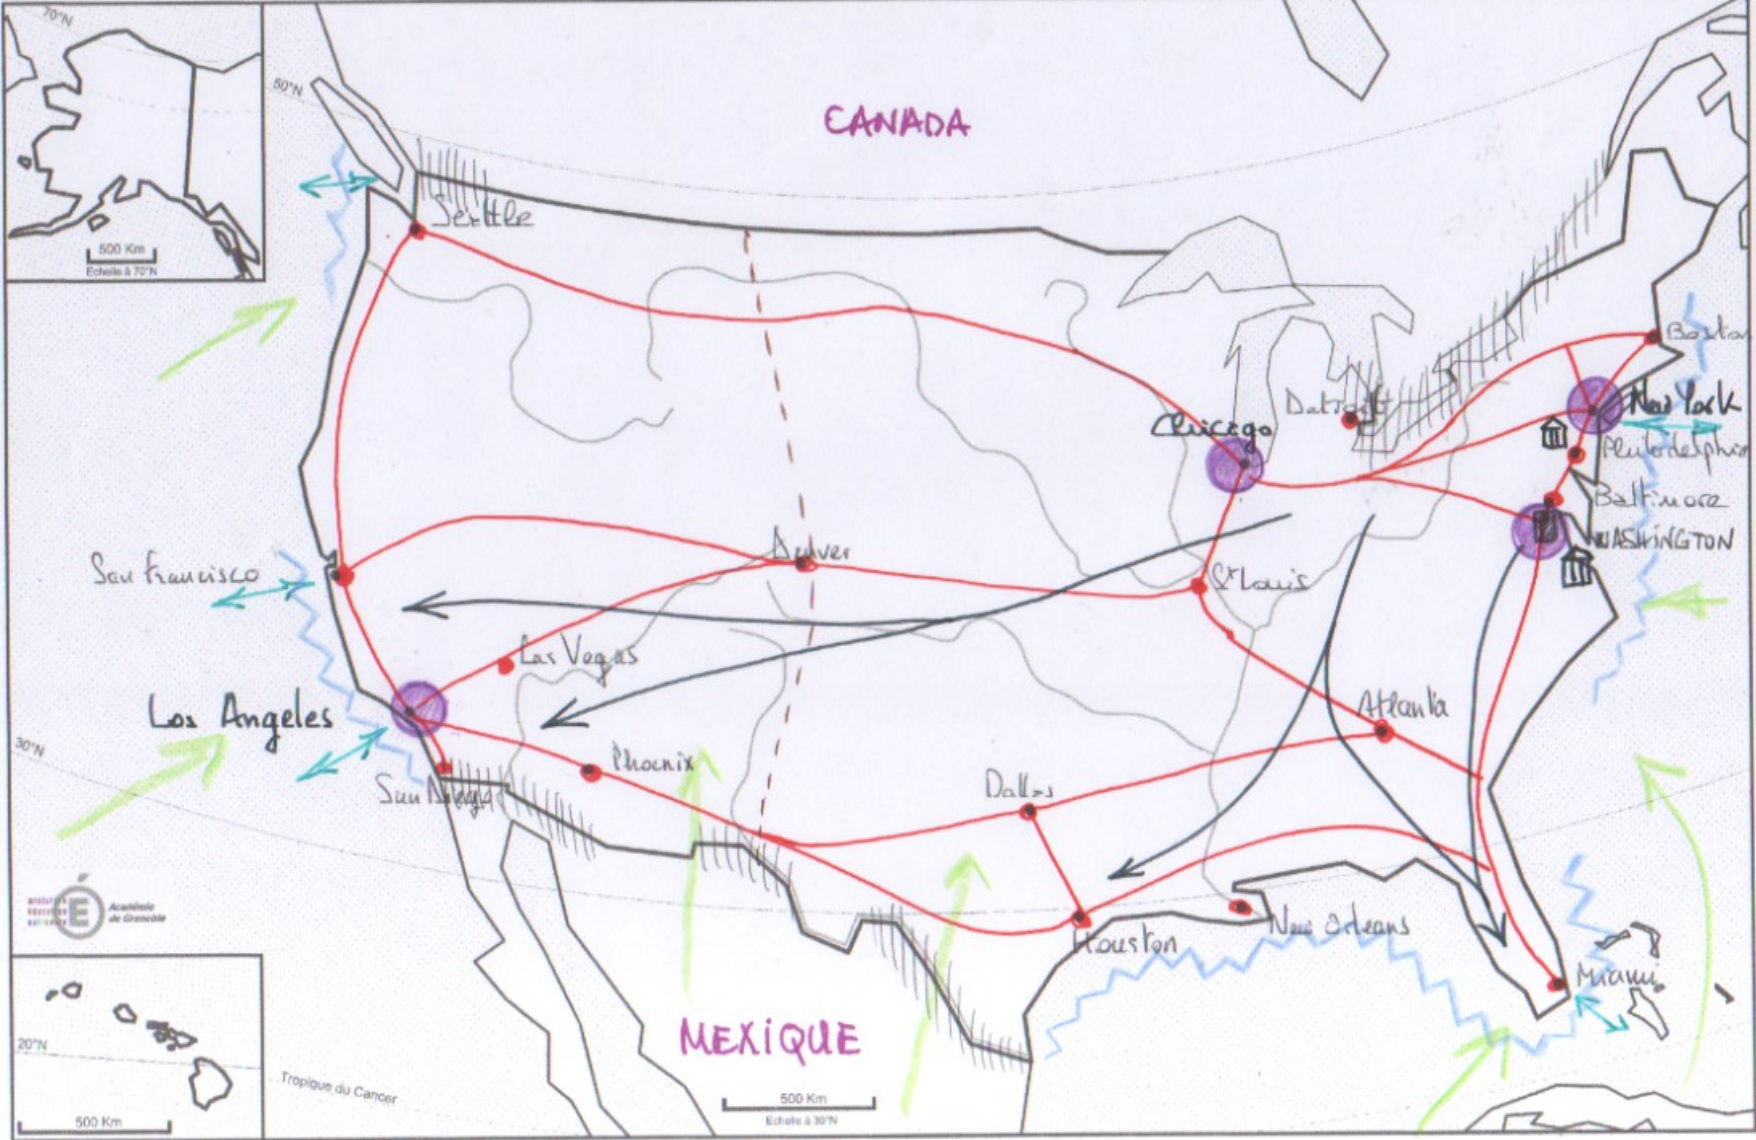 70°N
50°N
CANADA
500 Km
Echelle à 70°N
Seattle
Boston
Detroit
New York
Chicago
Philadelphia
Baltimore
WASHINGTON
Denver
San Francisco
St Louis
Las Vegas
Los Angeles
Atlanta
30°N
Phoenix
San Diego
Dallas
Académie
de Grenoble
New Orleans
Houston
Miami
MEXIQUE
20°N
Tropique du Cancer
500 Km
500 Km
Echelle à 30°N